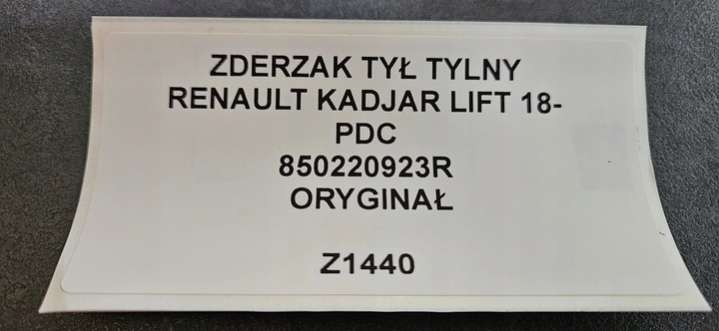 ZDERZAK TYŁ TYLNY
RENAULT KADJAR LIFT 18-
PDC
850220923R
ORYGINAŁ
Z1440